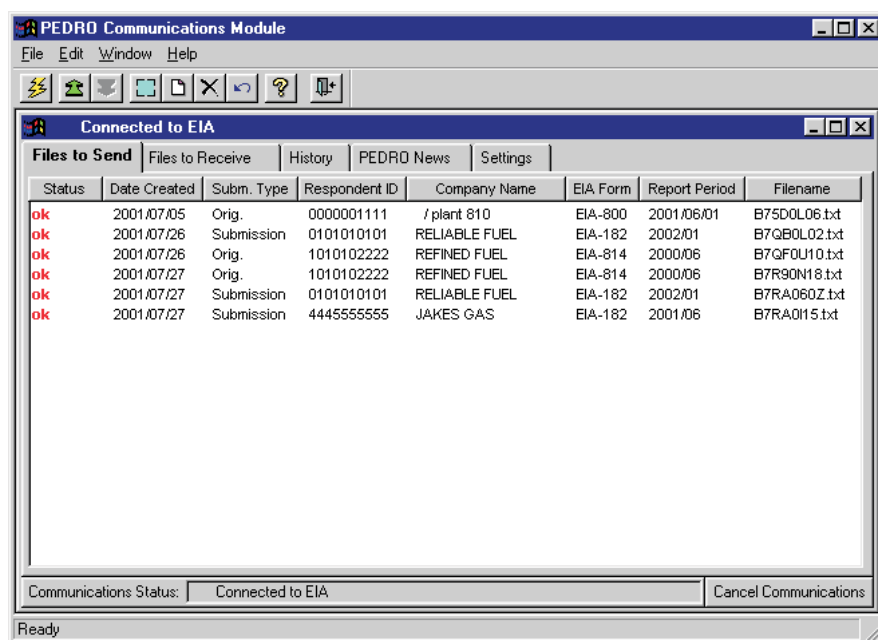 PEDRO Communications Module
File Edit Window Help
Connected to EIA
Files to Send Files to Receive History PEDRO News Settings
Status Date Created Subm. Type Respondent ID Company Name EIA Form Report Period Filename
ok 2001/07/05 Orig. 0000001111 / plant 810 EIA-800 2001/06/01 B75D0L06.txt
ok 2001/07/26 Submission 0101010101 RELIABLE FUEL EIA-182 2002/01 B7QB0L02.txt
ok 2001/07/26 Orig. 1010102222 REFINED FUEL EIA-814 2000/06 B7QF0U10.txt
ok 2001/07/27 Orig. 1010102222 REFINED FUEL EIA-814 2000/06 B7R90N18.txt
ok 2001/07/27 Submission 0101010101 RELIABLE FUEL EIA-182 2002/01 B7RA060Z.txt
ok 2001/07/27 Submission 4445555555 JAKES GAS EIA-182 2001/06 B7RA0I15.txt
Communications Status: Connected to EIA Cancel Communications
Ready